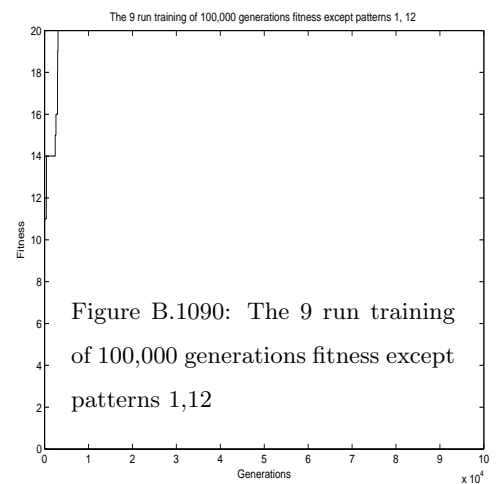 The 9 run training of 100,000 generations fitness except patterns 1, 12
20
18
16
14
12
10
8
6
4
2
0
Fitness
Figure B.1090: The 9 run training
of 100,000 generations fitness except
patterns 1,12
0 1 2 3 4 5 6 7 8 9 10
Generations
x 10^4